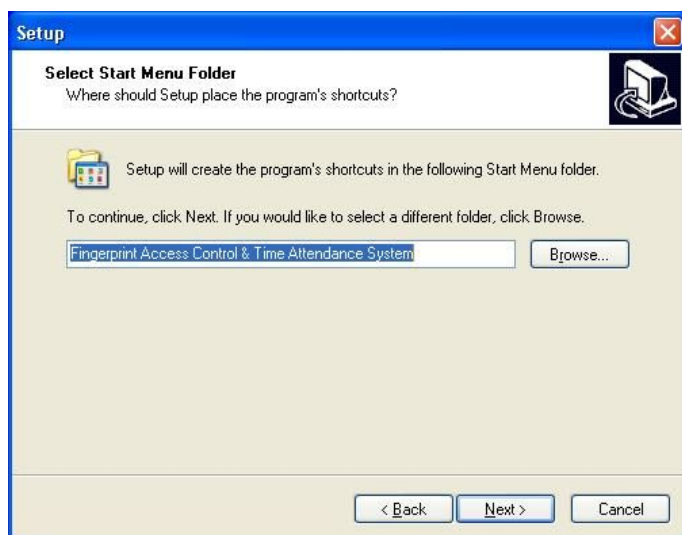 Setup
Select Start Menu Folder
Where should Setup place the program's shortcuts?
Setup will create the program's shortcuts in the following Start Menu folder.
To continue, click Next. If you would like to select a different folder, click Browse.
Fingerprint Access Control & Time Attendance System
Browse...
< Back
Next >
Cancel